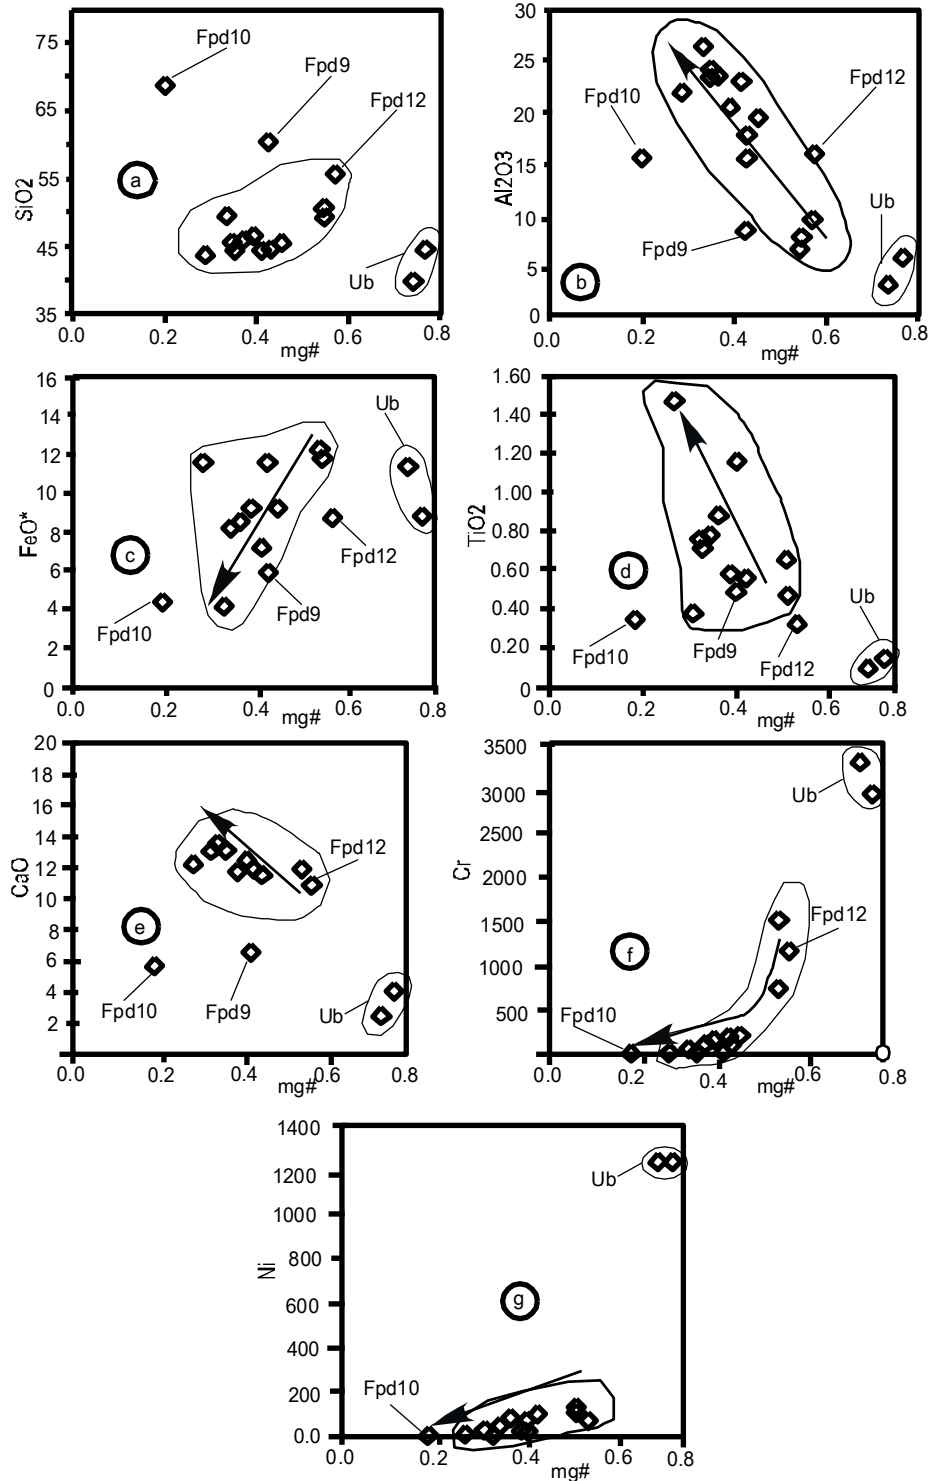 75
65
55
45
35
SiO2
Fpd10
Fpd9
Fpd12
a
Ub
0.0
0.2
0.4
0.6
0.8
mg#
30
25
20
15
10
5
0
Al2O3
Fpd10
Fpd12
Ub
Fpd9
b
0.0
0.2
0.4
0.6
0.8
mg#
16
14
12
10
8
6
4
2
0
FeO*
Ub
c
Fpd12
Fpd9
Fpd10
0.0
0.2
0.4
0.6
0.8
mg#
1.60
1.40
1.20
1.00
0.80
0.60
0.40
0.20
0
TiO2
d
Ub
Fpd10
Fpd9
Fpd12
0.0
0.2
0.4
0.6
0.8
mg#
20
18
16
14
12
10
8
6
4
2
CaO
Fpd12
e
Fpd10
Fpd9
Ub
0.0
0.2
0.4
0.6
0.8
mg#
3500
3000
2500
2000
1500
1000
500
Cr
Ub
Fpd12
f
Fpd10
0.0
0.2
0.4
0.6
0.8
mg#
1400
1200
1000
800
600
400
200
0.0
Ni
Ub
g
Fpd10
0.0
0.2
0.4
0.6
0.8
mg#